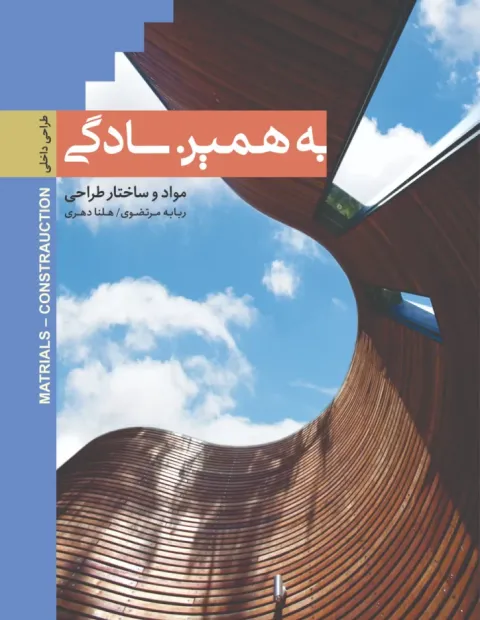 به همین سادگی
مواد و ساختار طراحی
ربابه مرتضوی/ هلنا دهری
طراحی داخلی
MATRIALS – CONSTRAUCTION